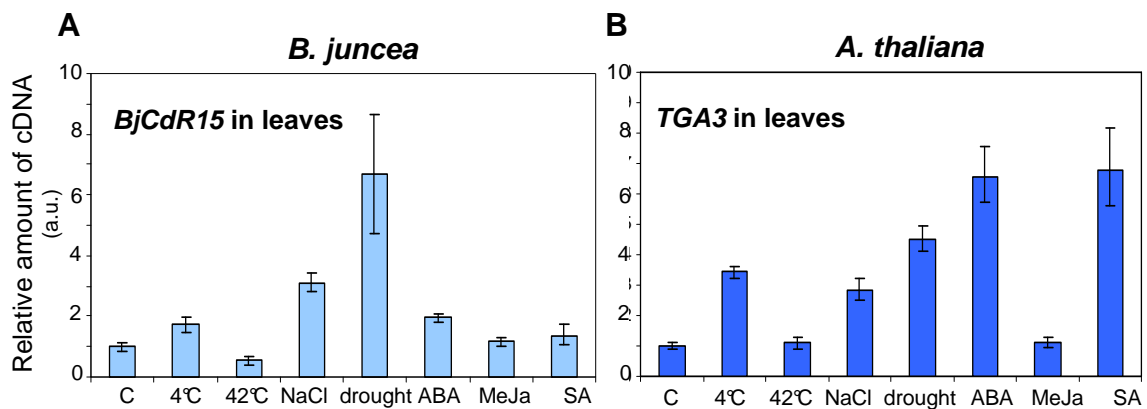 A
B. juncea
10
8
6
4
2
0
Relative amount of cDNA
(a.u.)
BjCdR15 in leaves
C 4°C 42°C NaCl drought ABA MeJa SA
B
A. thaliana
10
8
6
4
2
0
TGA3 in leaves
C 4°C 42°C NaCl drought ABA MeJa SA